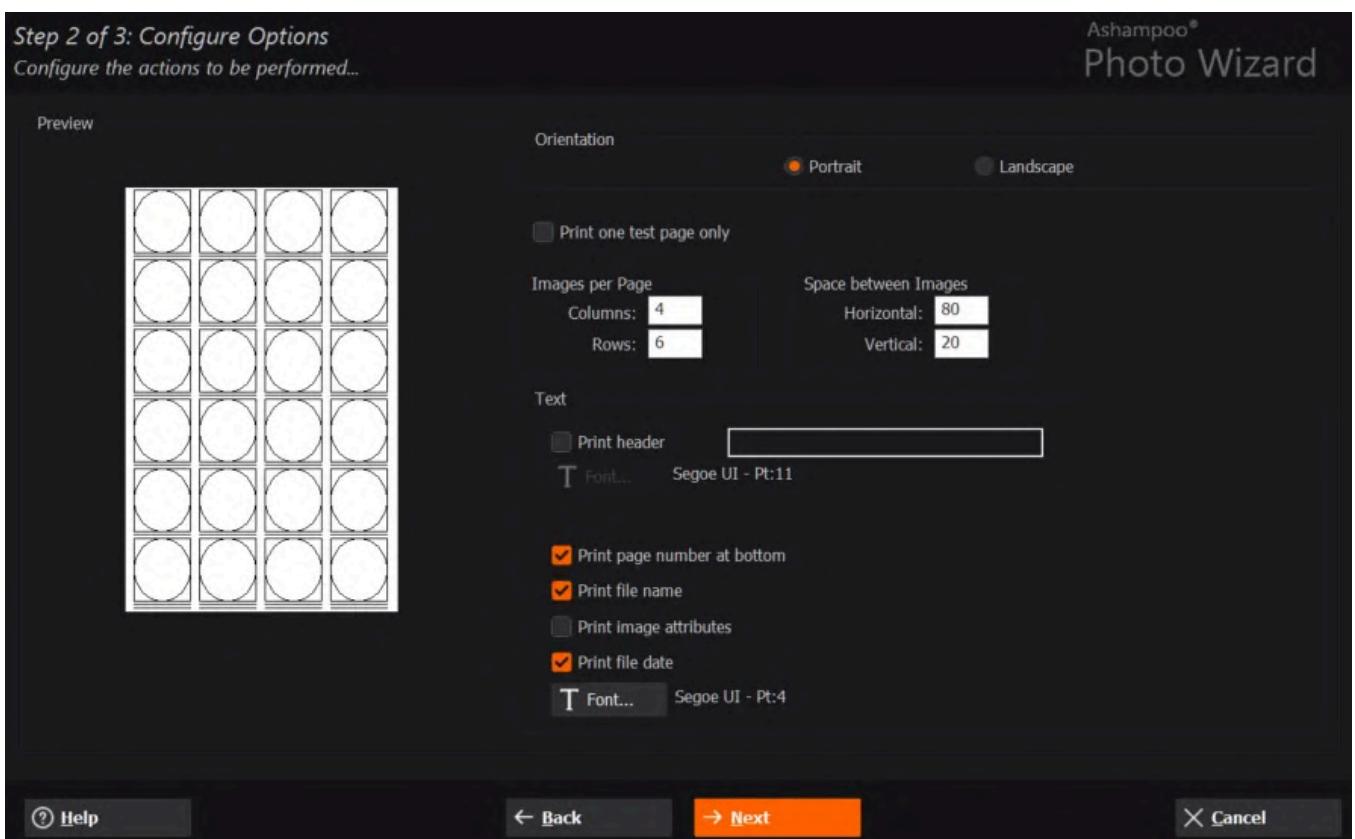 Step 2 of 3: Configure Options
Configure the actions to be performed...
Ashampoo®
Photo Wizard
Preview
Orientation
Portrait
Landscape
Print one test page only
Images per Page
Columns: 4
Rows: 6
Space between Images
Horizontal: 80
Vertical: 20
Text
Print header
T Font...
Segoe UI - Pt:11
Print page number at bottom
Print file name
Print image attributes
Print file date
T Font...
Segoe UI - Pt:4
Help
Back
Next
Cancel